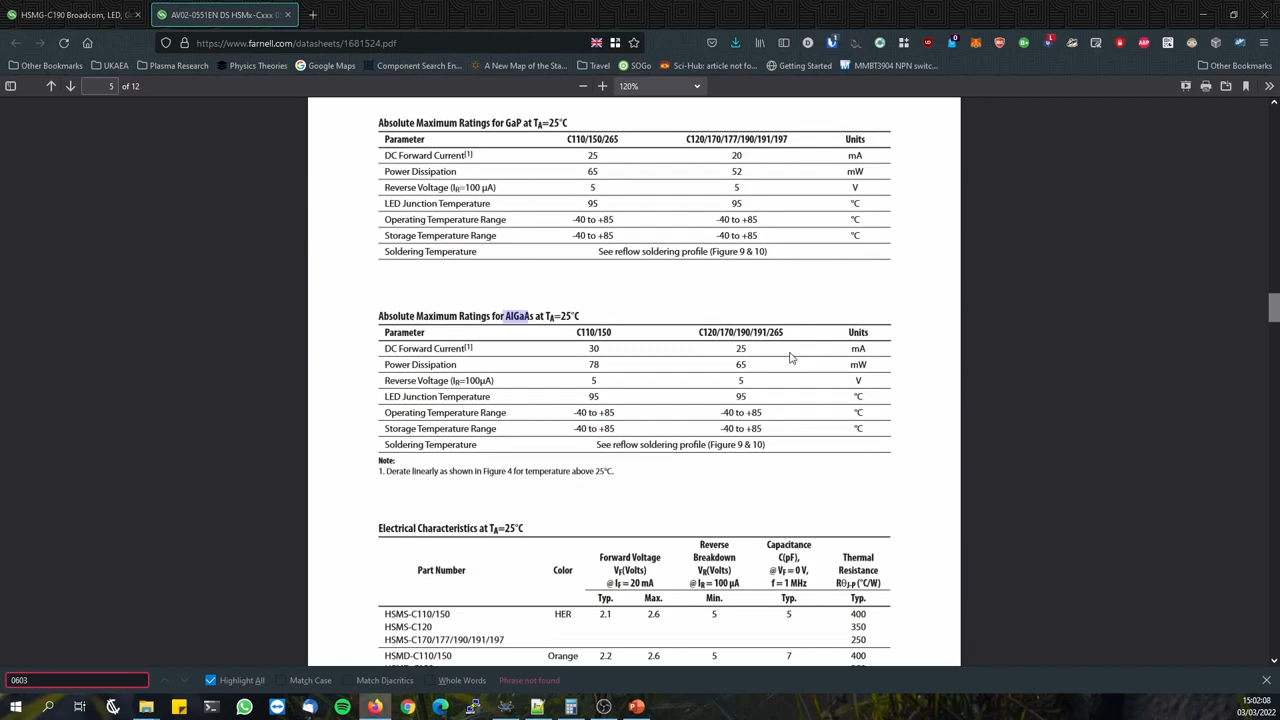 HSMG-C190 Broadcom, LED, G
AV02-0551EN DS HSMx-Cxxx 0
https://www.farnell.com/datasheets/1681524.pdf
Other Bookmarks UKAEA Plasma Research Physics Theories Google Maps Component Search En... A New Map of the Sta... Travel SOGo Sci-Hub: article not fo... Getting Started MMBT3904 NPN switc... Other Bookmarks
5 of 12 120%
Absolute Maximum Ratings for GaP at TA=25°C
Parameter C110/150/265 C120/170/177/190/191/197 Units
DC Forward Current[1] 25 20 mA
Power Dissipation 65 52 mW
Reverse Voltage (IR=100 µA) 5 5 V
LED Junction Temperature 95 95 °C
Operating Temperature Range -40 to +85 -40 to +85 °C
Storage Temperature Range -40 to +85 -40 to +85 °C
Soldering Temperature See reflow soldering profile (Figure 9 & 10)
Absolute Maximum Ratings for AlGaAs at TA=25°C
Parameter C110/150 C120/170/190/191/265 Units
DC Forward Current[1] 30 25 mA
Power Dissipation 78 65 mW
Reverse Voltage (IR=100µA) 5 5 V
LED Junction Temperature 95 95 °C
Operating Temperature Range -40 to +85 -40 to +85 °C
Storage Temperature Range -40 to +85 -40 to +85 °C
Soldering Temperature See reflow soldering profile (Figure 9 & 10)
Note:
1. Derate linearly as shown in Figure 4 for temperature above 25°C.
Electrical Characteristics at TA=25°C
Part Number
Color
Forward Voltage
VF(Volts)
@ IF = 20 mA
Typ. Max.
Reverse
Breakdown
VR(Volts)
@ IR = 100 µA
Min.
Capacitance
C(pF),
@ VF = 0 V,
f = 1 MHz
Typ.
Thermal
Resistance
RθJ-P (°C/W)
Typ.
HSMS-C110/150 HER 2.1 2.6 5 5 400
HSMS-C120 350
HSMS-C170/177/190/191/197 250
HSMD-C110/150 Orange 2.2 2.6 5 7 400
0603 Highlight All Match Case Match Diacritics Whole Words Phrase not found
15:02:08
03/03/2022